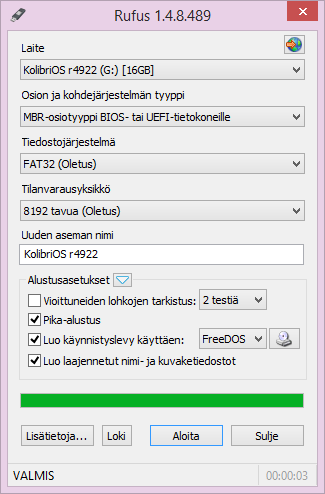 Rufus 1.4.8.489
Laite
KolibriOS r4922 (G:) [16GB]
Osion ja kohdejärjestelmän tyyppi
MBR-osiotyyppi BIOS- tai UEFI-tietokoneille
Tiedostojärjestelmä
FAT32 (Oletus)
Tilanvarausyksikkö
8192 tavua (Oletus)
Uuden aseman nimi
KolibriOS r4922
Alustusasetukset
Vioittuneiden lohkojen tarkistus: 2 testiä
Pika-alustus
Luo käynnistyslevy käyttäen: FreeDOS
Luo laajennetut nimi- ja kuvaketiedostot
Lisätietoja... Loki Aloita Sulje
VALMIS 00:00:03